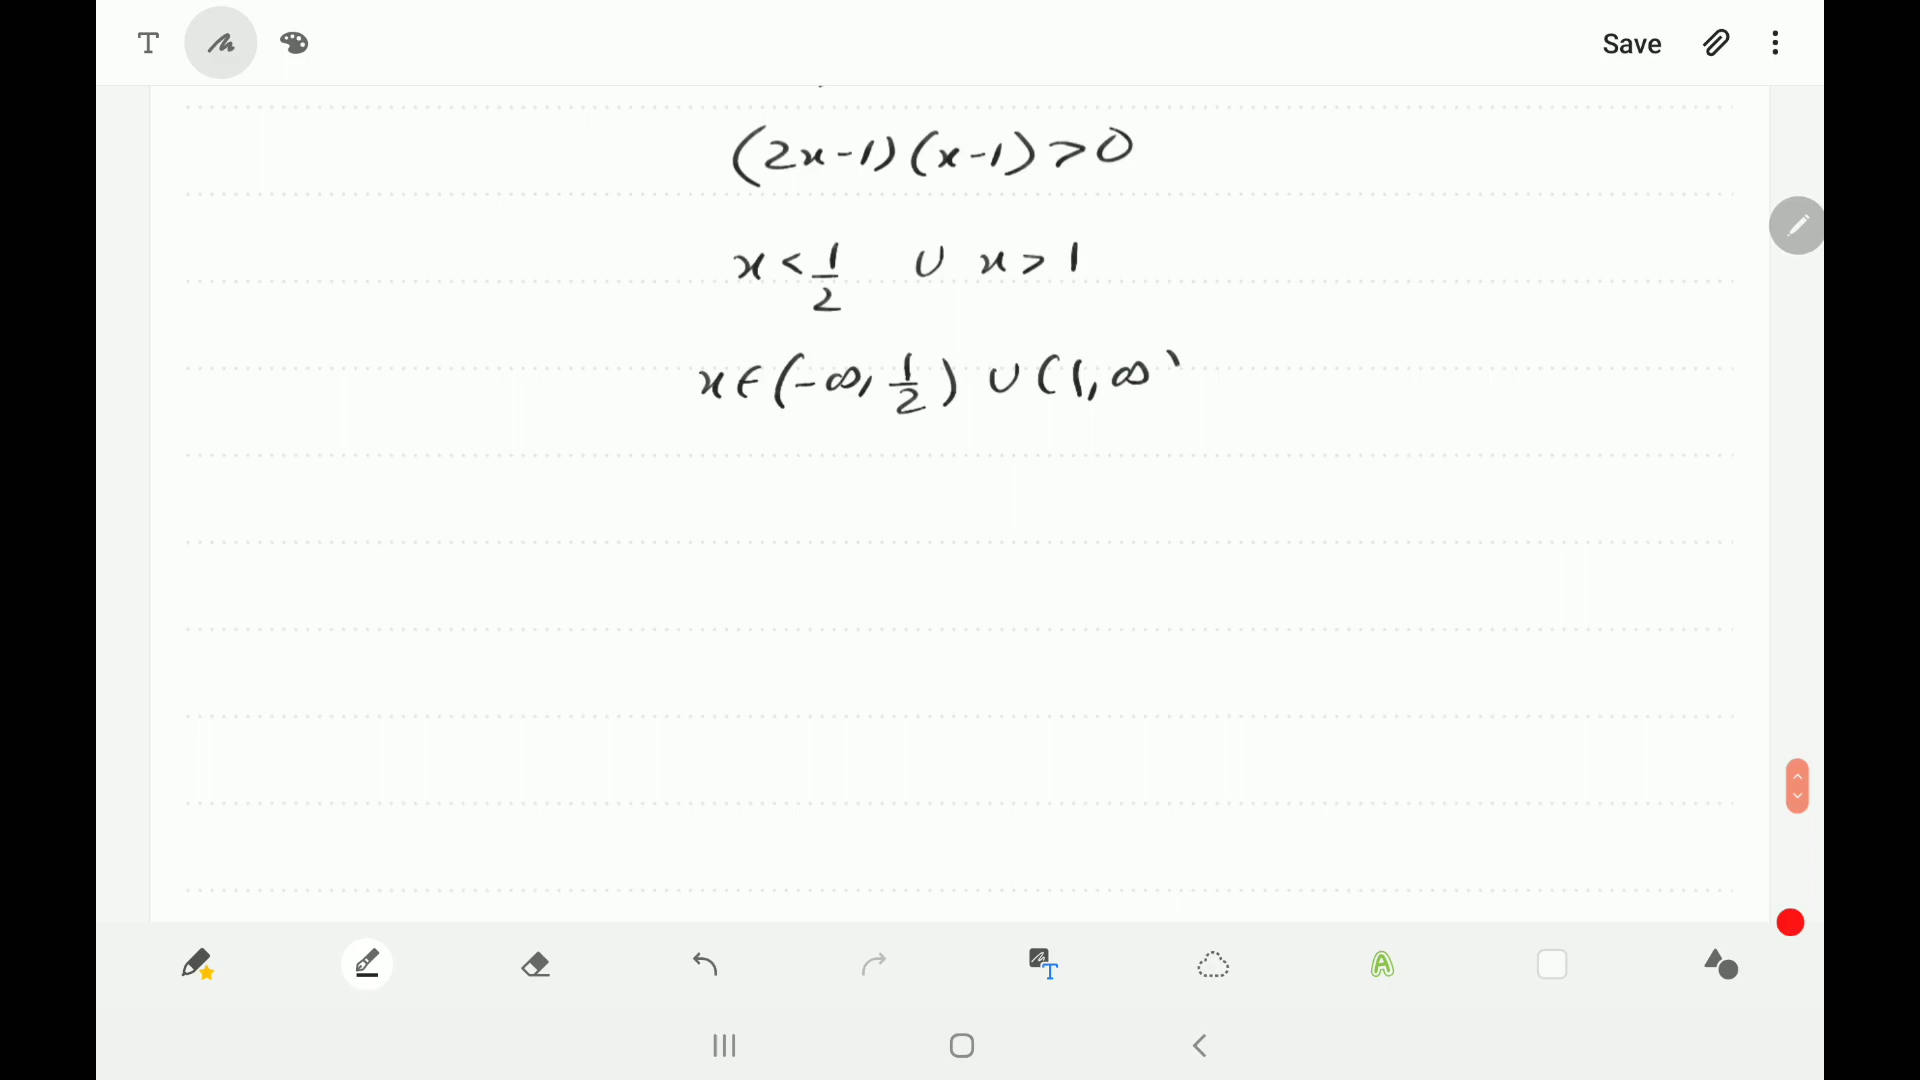 Save
(2x-1)(x-1)>0
x < 1/2 ∪ x > 1
x ∈ (-∞, 1/2) ∪ (1, ∞)